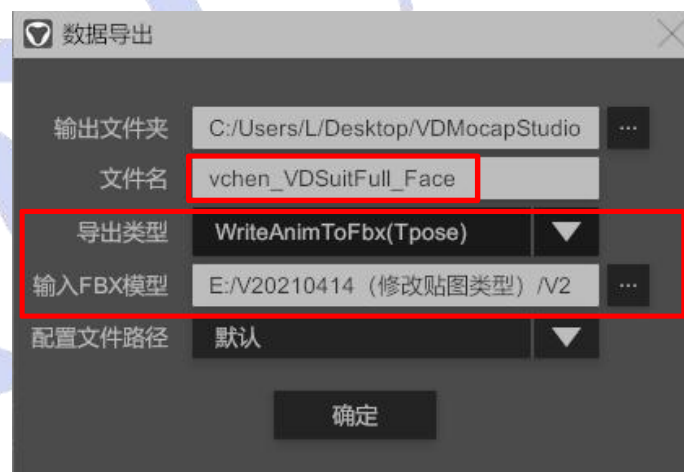 数据导出
输出文件夹 C:/Users/L/Desktop/VDMocapStudio ...
文件名 vchen_VDSuitFull_Face
导出类型 WriteAnimToFbx(Tpose)
输入FBX模型 E:/V20210414（修改贴图类型）/V2 ...
配置文件路径 默认
确定